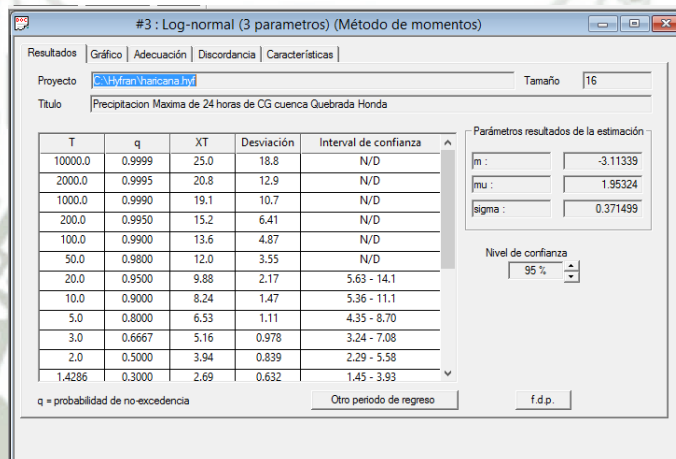 #3 : Log-normal (3 parametros) (Método de momentos)
Resultados Gráfico Adecuación Discordancia Características
Proyecto C:\Hyfran\haricana.hyf Tamaño 16
Titulo Precipitacion Maxima de 24 horas de CG cuenca Quebrada Honda
Parámetros resultados de la estimación
T q XT Desviación Interval de confianza
10000.0 0.9999 25.0 18.8 N/D
2000.0 0.9995 20.8 12.9 N/D
1000.0 0.9990 19.1 10.7 N/D
200.0 0.9950 15.2 6.41 N/D
100.0 0.9900 13.6 4.87 N/D
50.0 0.9800 12.0 3.55 N/D
20.0 0.9500 9.88 2.17 5.63 - 14.1
10.0 0.9000 8.24 1.47 5.36 - 11.1
5.0 0.8000 6.53 1.11 4.35 - 8.70
3.0 0.6667 5.16 0.978 3.24 - 7.08
2.0 0.5000 3.94 0.839 2.29 - 5.58
1.4286 0.3000 2.69 0.632 1.45 - 3.93
m : -3.11339
mu : 1.95324
sigma : 0.371499
Nivel de confianza
95 %
q = probabilidad de no-excedencia
Otro periodo de regreso
f.d.p.